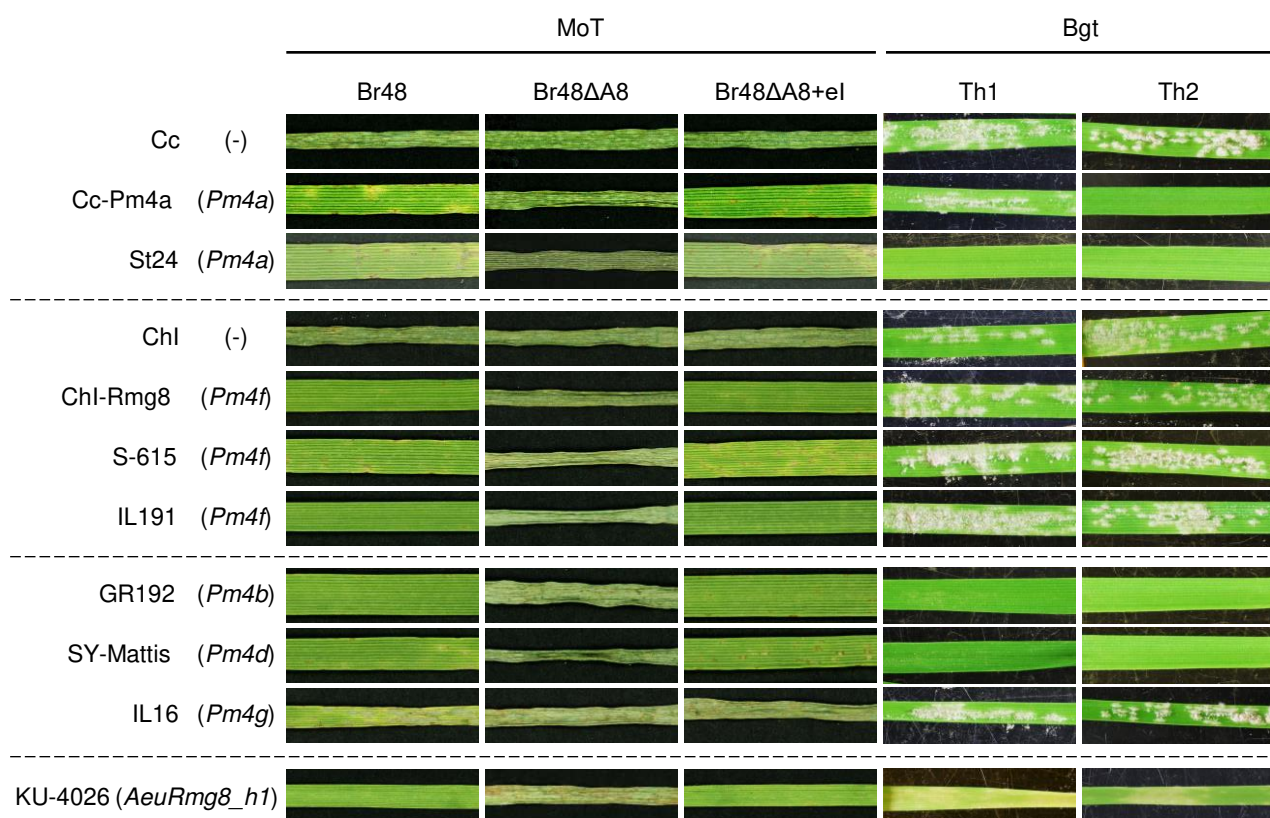 MoT Bgt
Br48 Br48ΔA8 Br48ΔA8+eI Th1 Th2
Cc (-)
Cc-Pm4a (Pm4a)
St24 (Pm4a)
ChI (-)
ChI-Rmg8 (Pm4f)
S-615 (Pm4f)
IL191 (Pm4f)
GR192 (Pm4b)
SY-Mattis (Pm4d)
IL16 (Pm4g)
KU-4026 (AeuRmg8_h1)